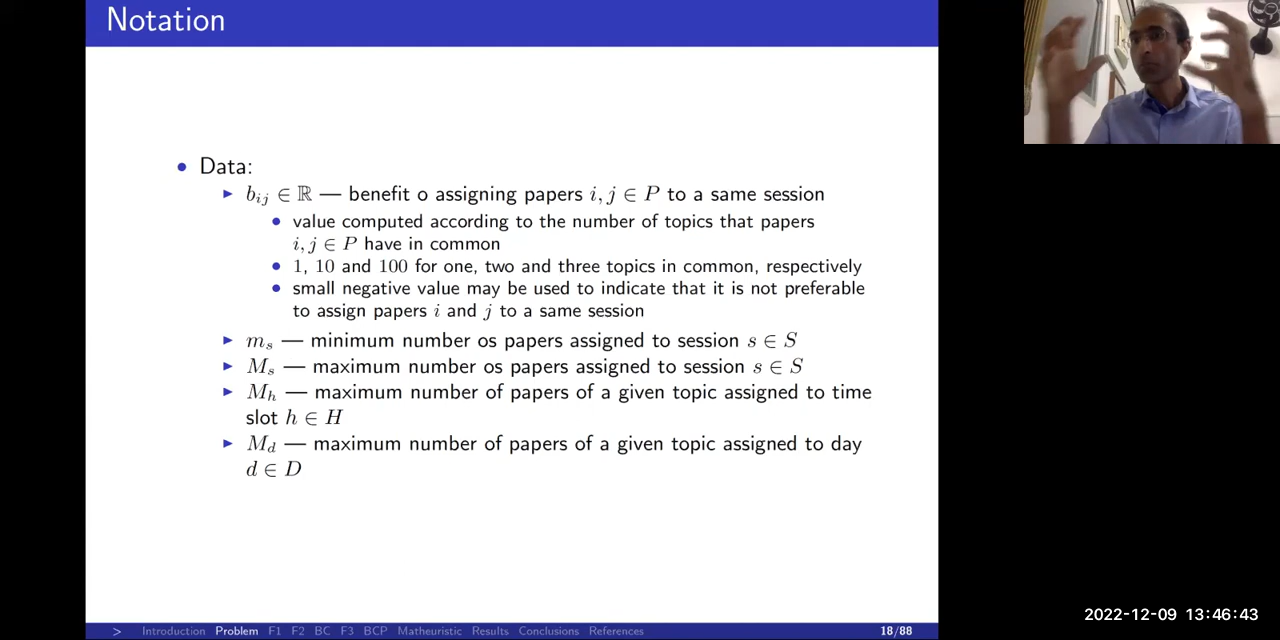 Notation
• Data:
▶ b_{ij} ∈ ℝ — benefit o assigning papers i, j ∈ P to a same session
• value computed according to the number of topics that papers
i, j ∈ P have in common
• 1, 10 and 100 for one, two and three topics in common, respectively
• small negative value may be used to indicate that it is not preferable
to assign papers i and j to a same session
▶ m_s — minimum number os papers assigned to session s ∈ S
▶ M_s — maximum number os papers assigned to session s ∈ S
▶ M_h — maximum number of papers of a given topic assigned to time
slot h ∈ H
▶ M_d — maximum number of papers of a given topic assigned to day
d ∈ D
2022-12-09 13:46:43
> Introduction Problem F1 F2 BC F3 BCP Matheuristic Results Conclusions References 18/88